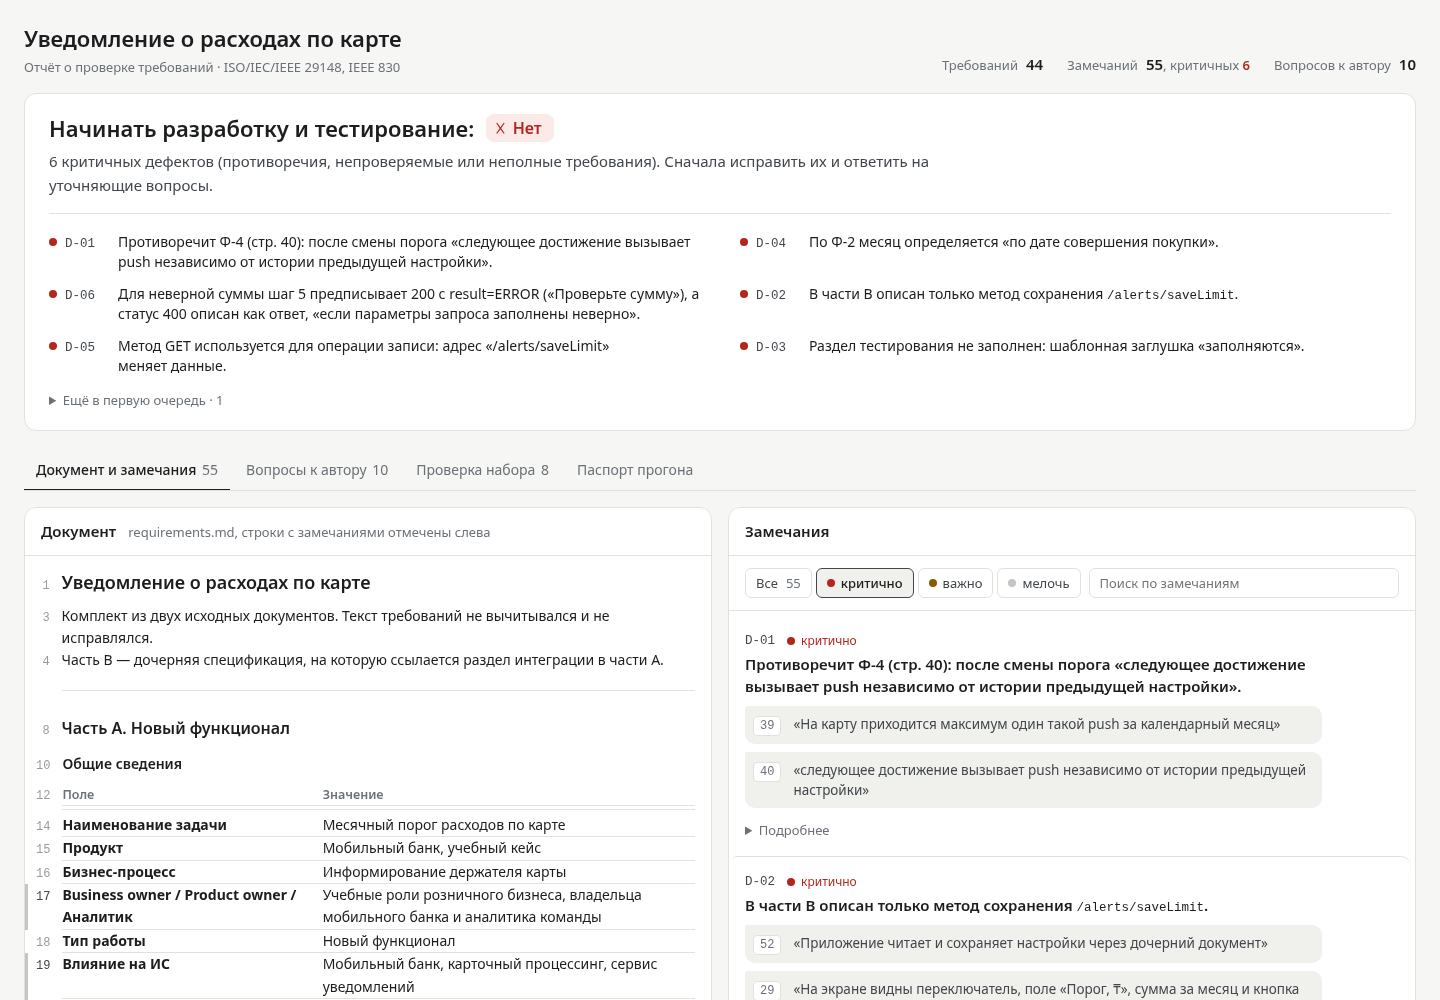 Уведомление о расходах по карте
Отчёт о проверке требований · ISO/IEC/IEEE 29148, IEEE 830
Требований 44 Замечаний 55, критичных 6 Вопросов к автору 10
Начинать разработку и тестирование: X Нет
6 критичных дефектов (противоречия, непроверяемые или неполные требования). Сначала исправить их и ответить на
уточняющие вопросы.
D-01 Противоречит Ф-4 (стр. 40): после смены порога «следующее достижение вызывает
push независимо от истории предыдущей настройки».
D-04 По Ф-2 месяц определяется «по дате совершения покупки».
D-06 Для неверной суммы шаг 5 предписывает 200 с result=ERROR («Проверьте сумму»), а
статус 400 описан как ответ, «если параметры запроса заполнены неверно».
D-02 В части B описан только метод сохранения /alerts/saveLimit.
D-05 Метод GET используется для операции записи: адрес «/alerts/saveLimit»
меняет данные.
D-03 Раздел тестирования не заполнен: шаблонная заглушка «заполняются».
▶ Ещё в первую очередь · 1
Документ и замечания 55 Вопросы к автору 10 Проверка набора 8 Паспорт прогона
Документ requirements.md, строки с замечаниями отмечены слева
1 Уведомление о расходах по карте
3 Комплект из двух исходных документов. Текст требований не вычитывался и не
исправлялся.
4 Часть B — дочерняя спецификация, на которую ссылается раздел интеграции в части A.
8 Часть A. Новый функционал
10 Общие сведения
12 Поле Значение
14 Наименование задачи Месячный порог расходов по карте
15 Продукт Мобильный банк, учебный кейс
16 Бизнес-процесс Информирование держателя карты
17 Business owner / Product owner / Учебные роли розничного бизнеса, владельца
Аналитик мобильного банка и аналитика команды
18 Тип работы Новый функционал
19 Влияние на ИС Мобильный банк, карточный процессинг, сервис
уведомлений
Замечания
Все 55 критично важно мелочь Поиск по замечаниям
D-01 критично
Противоречит Ф-4 (стр. 40): после смены порога «следующее достижение
вызывает push независимо от истории предыдущей настройки».
39 «На карту приходится максимум один такой push за календарный месяц»
40 «следующее достижение вызывает push независимо от истории предыдущей
настройки»
▶ Подробнее
D-02 критично
В части B описан только метод сохранения /alerts/saveLimit.
52 «Приложение читает и сохраняет настройки через дочерний документ»
29 «На экране видны переключатель, поле «Порог, ₸», сумма за месяц и кнопка